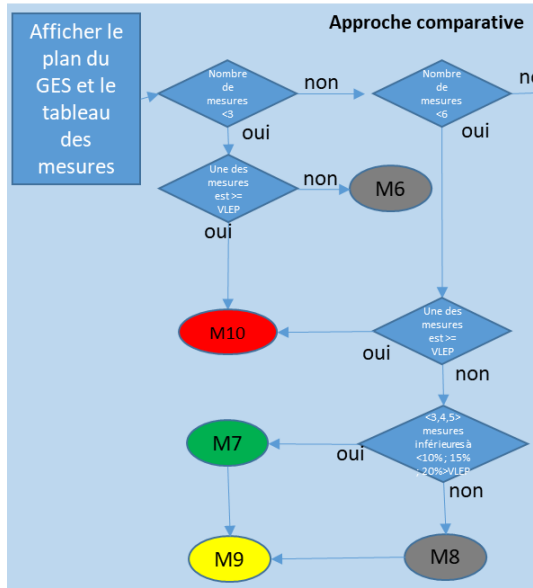 Approche comparative
Afficher le
plan du
GES et le
tableau
des
mesures
Nombre
de
mesures
<3
non
Nombre
de
mesures
<6
oui
oui
Une des
mesures
est >=
VLEP
non
M6
oui
M10
Une des
mesures
est >=
VLEP
oui
non
<3,4,5>
mesures
inférieures à
<10% ; 15%
; 20%>VLEP
M7
oui
non
M9
M8